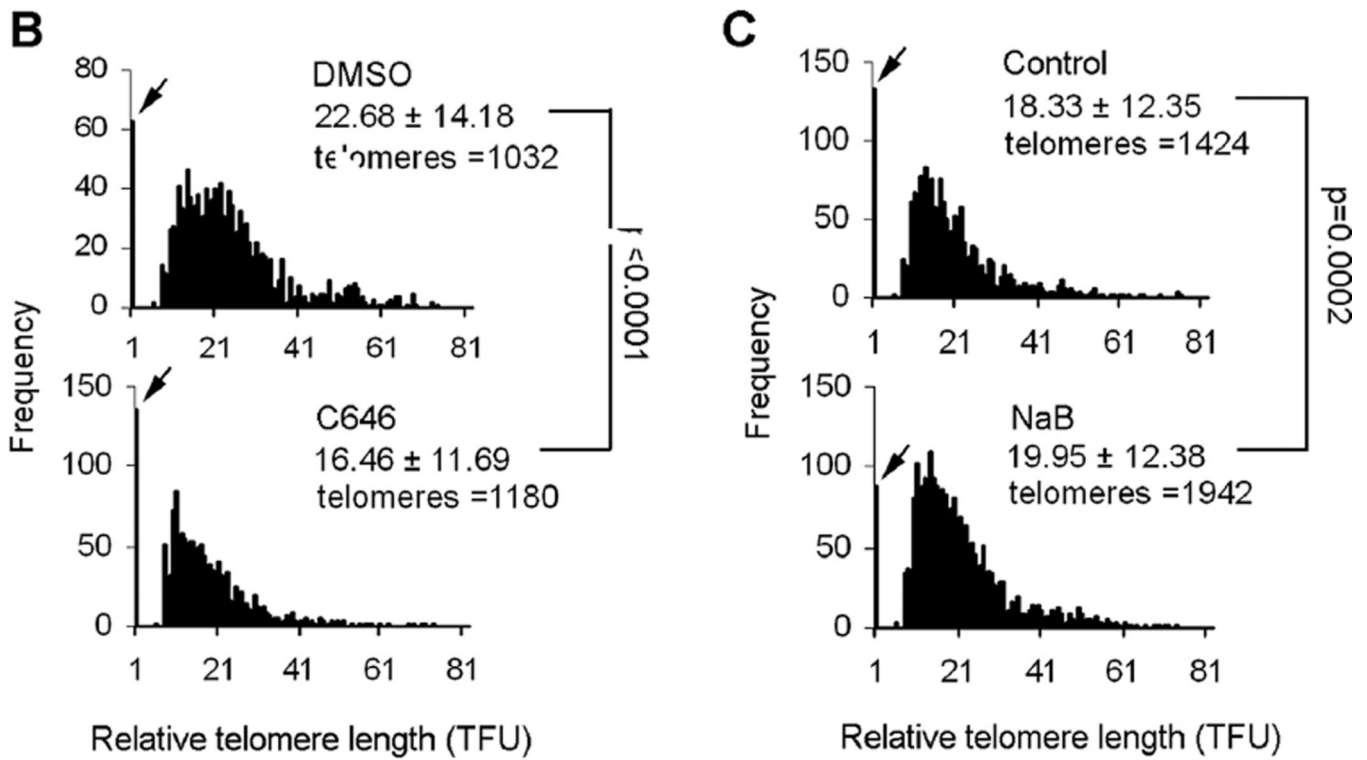 B
80
60
40
20
0
DMSO
22.68 ± 14.18
=1032
1 21 41 61 81
<0.0001
Frequency
150
100
50
0
C646
16.46 ± 11.69
telomeres =1180
1 21 41 61 81
Relative telomere length (TFU)
C
150
100
50
0
Control
18.33 ± 12.35
telomeres =1424
1 21 41 61 81
p=0.0002
Frequency
150
100
50
0
NaB
19.95 ± 12.38
telomeres =1942
1 21 41 61 81
Relative telomere length (TFU)